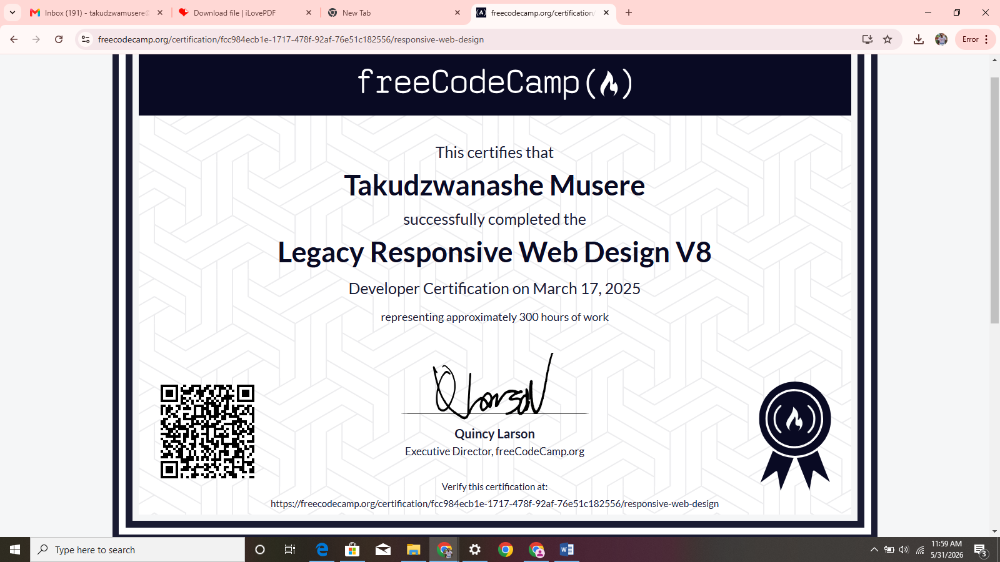 Inbox (191) - takudzwamusere@
Download file | iLovePDF
New Tab
freecodecamp.org/certification/
freecodecamp.org/certification/fcc984ecb1e-1717-478f-92af-76e51c182556/responsive-web-design
Error
freeCodeCamp
This certifies that
Takudzwanashe Musere
successfully completed the
Legacy Responsive Web Design V8
Developer Certification on March 17, 2025
representing approximately 300 hours of work
Quincy Larson
Executive Director, freeCodeCamp.org
Verify this certification at:
https://freecodecamp.org/certification/fcc984ecb1e-1717-478f-92af-76e51c182556/responsive-web-design
Type here to search
11:59 AM
5/31/2026
3